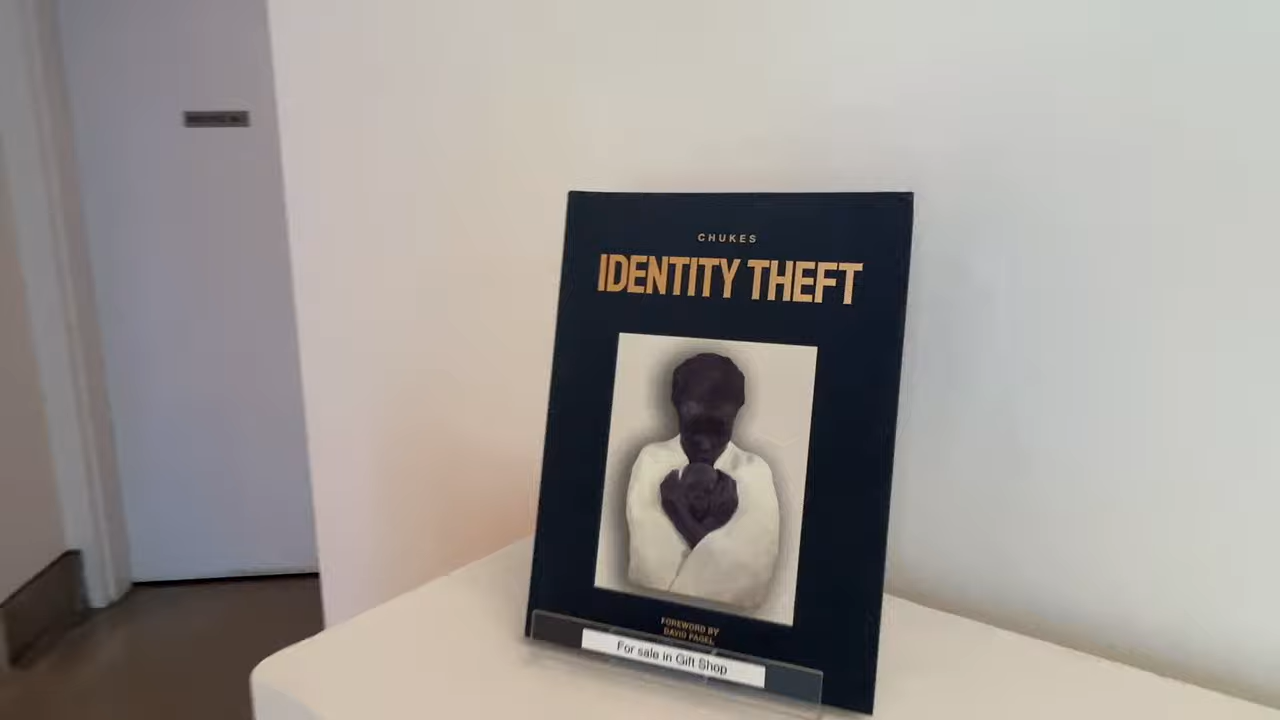 CHUKES
IDENTITY THEFT
FOREWORD BY
DAVID PAGEL
For sale in Gift Shop